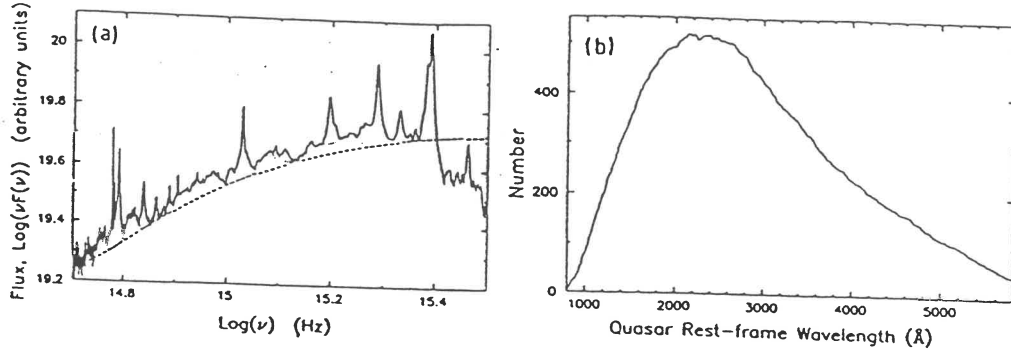 (a)
Flux, Log(νF(ν)) (arbitrary units)
20
19.8
19.6
19.4
19.2
14.8
15
15.2
15.4
Log(ν) (Hz)
(b)
Number
400
200
0
1000
2000
3000
4000
5000
Quasar Rest-frame Wavelength (Å)